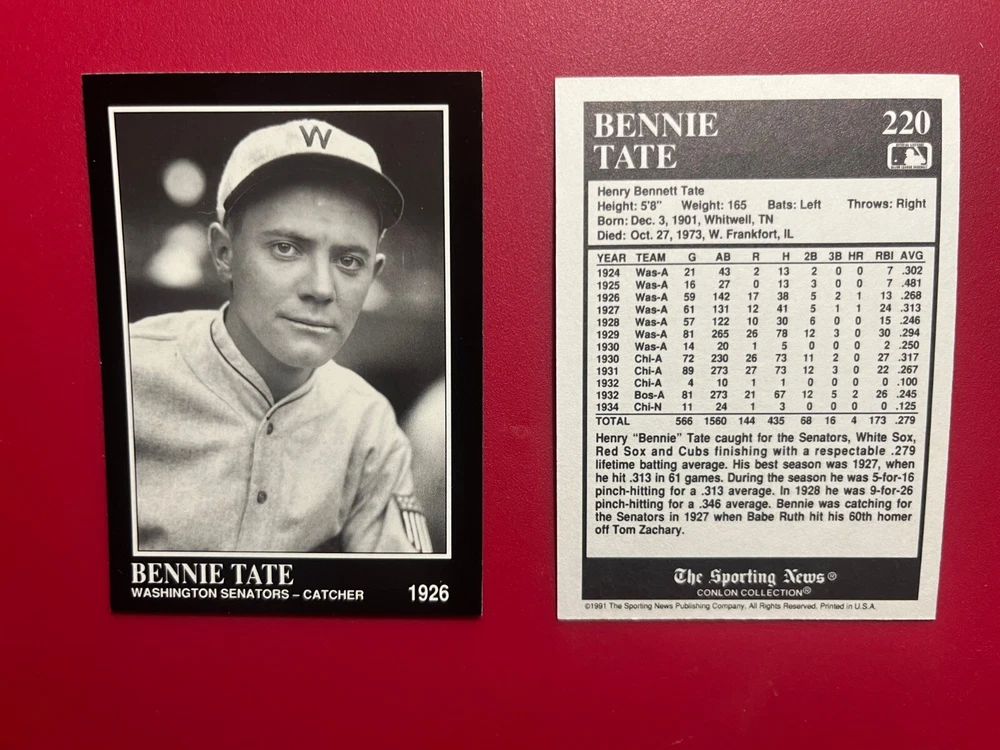 W
BENNIE TATE
WASHINGTON SENATORS – CATCHER
1926
BENNIE
TATE
220
Henry Bennett Tate
Height: 5'8" Weight: 165 Bats: Left Throws: Right
Born: Dec. 3, 1901, Whitwell, TN
Died: Oct. 27, 1973, W. Frankfort, IL
YEAR TEAM G AB R H 2B 3B HR RBI AVG
1924 Was-A 21 43 2 13 2 0 0 7 .302
1925 Was-A 16 27 0 13 3 0 0 7 .481
1926 Was-A 59 142 17 38 5 2 1 13 .268
1927 Was-A 61 131 12 41 5 1 1 24 .313
1928 Was-A 57 122 10 30 6 0 0 15 .246
1929 Was-A 81 265 26 78 12 3 0 30 .294
1930 Was-A 14 20 1 5 0 0 0 2 .250
1930 Chi-A 72 230 26 73 11 2 0 27 .317
1931 Chi-A 89 273 27 73 12 3 0 22 .267
1932 Chi-A 4 10 1 1 0 0 0 0 .100
1932 Bos-A 81 273 21 67 12 5 2 26 .245
1934 Chi-N 11 24 1 3 0 0 0 0 .125
TOTAL 566 1560 144 435 68 16 4 173 .279
Henry "Bennie" Tate caught for the Senators, White Sox,
Red Sox and Cubs finishing with a respectable .279
lifetime batting average. His best season was 1927, when
he hit .313 in 61 games. During the season he was 5-for-16
pinch-hitting for a .313 average. In 1928 he was 9-for-26
pinch-hitting for a .346 average. Bennie was catching for
the Senators in 1927 when Babe Ruth hit his 60th homer
off Tom Zachary.
The Sporting News®
CONLON COLLECTION®
©1991 The Sporting News Publishing Company. All Rights Reserved. Printed in U.S.A.